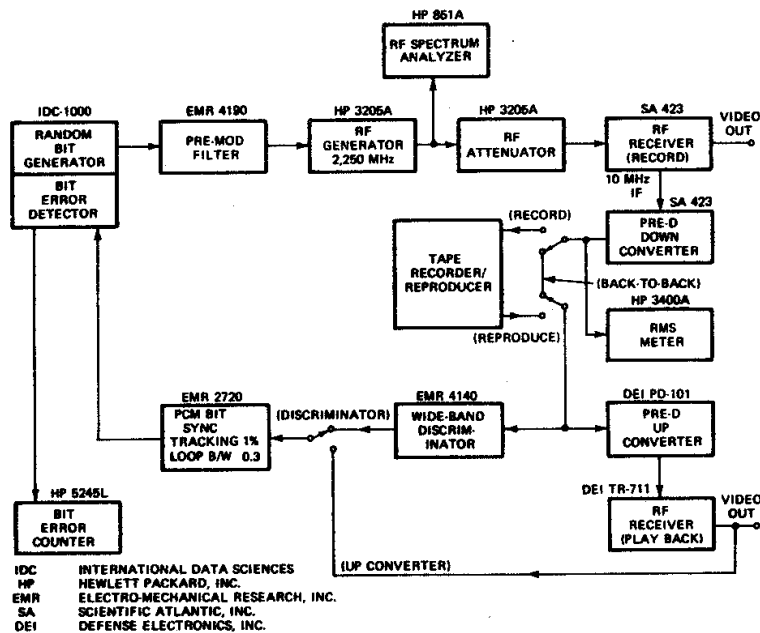 HP 851A
RF SPECTRUM
ANALYZER
IDC-1000
RANDOM
BIT
GENERATOR
BIT
ERROR
DETECTOR
EMR 4190
PRE-MOD
FILTER
HP 3205A
RF
GENERATOR
2,250 MHz
HP 3205A
RF
ATTENUATOR
SA 423
RF
RECEIVER
(RECORD)
VIDEO
OUT
10 MHz
IF
SA 423
PRE-D
DOWN
CONVERTER
(RECORD)
TAPE
RECORDER/
REPRODUCER
(BACK-TO-BACK)
(REPRODUCE)
HP 3400A
RMS
METER
EMR 2720
PCM BIT
SYNC
TRACKING 1%
LOOP B/W 0.3
(DISCRIMINATOR)
EMR 4140
WIDE-BAND
DISCRIM-
INATOR
DEI PD-101
PRE-D
UP
CONVERTER
DEI TR-711
RF
RECEIVER
(PLAY BACK)
VIDEO
OUT
HP 5245L
BIT
ERROR
COUNTER
(UP CONVERTER)
IDC INTERNATIONAL DATA SCIENCES
HP HEWLETT PACKARD, INC.
EMR ELECTRO-MECHANICAL RESEARCH, INC.
SA SCIENTIFIC ATLANTIC, INC.
DEI DEFENSE ELECTRONICS, INC.